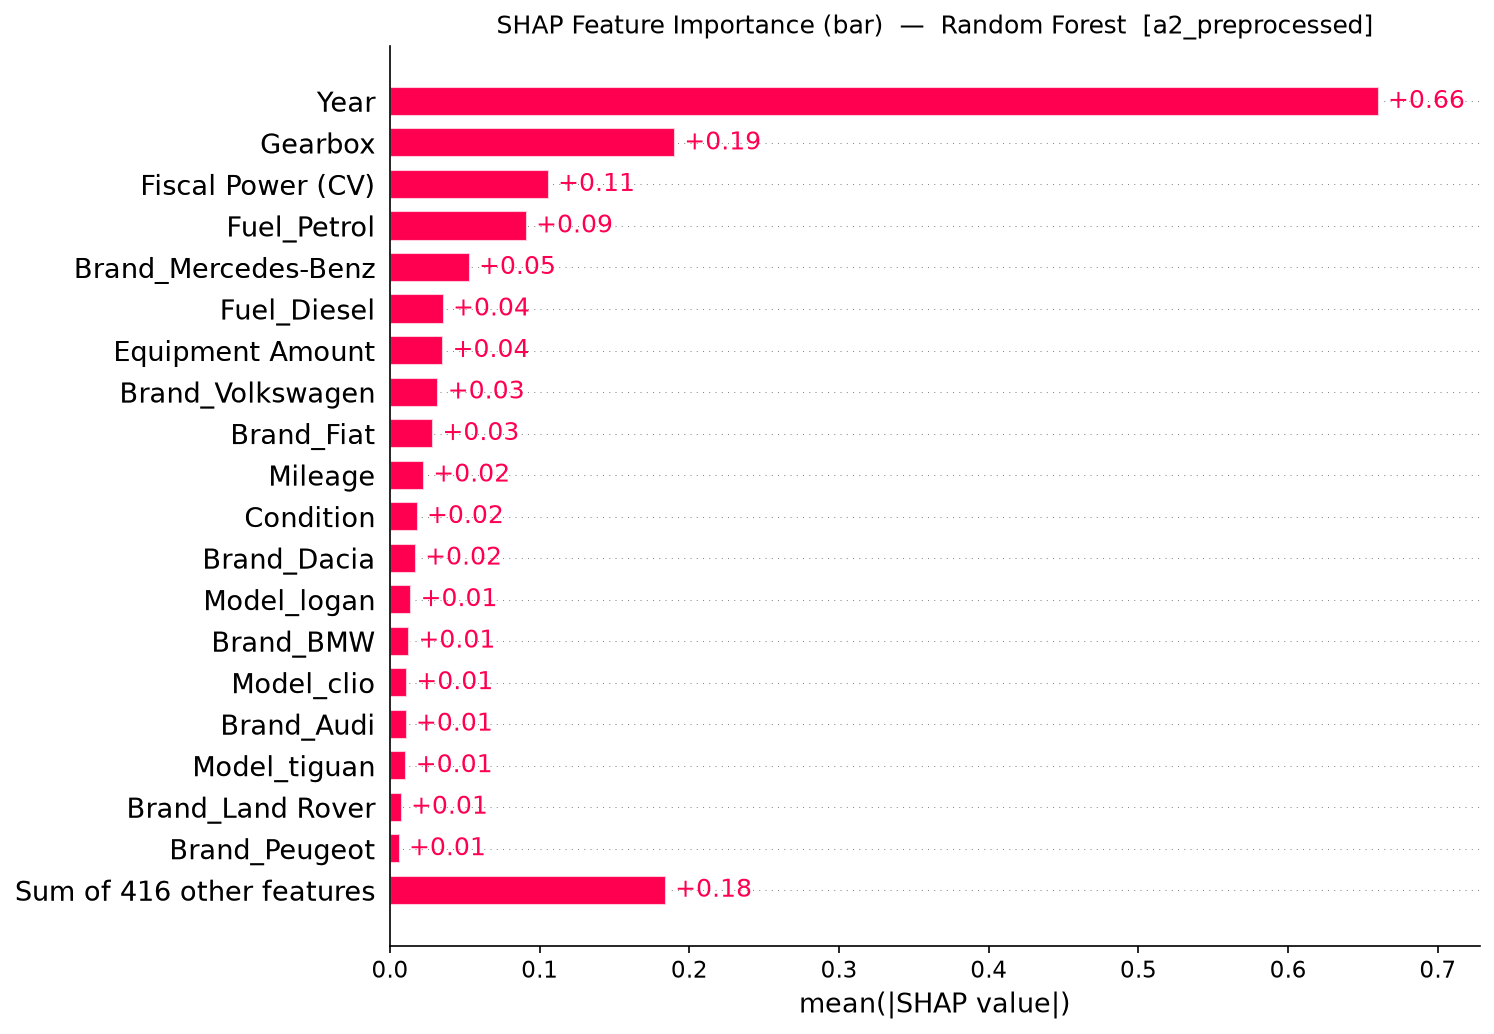 SHAP Feature Importance (bar) — Random Forest [a2_preprocessed]
Year +0.66
Gearbox +0.19
Fiscal Power (CV) +0.11
Fuel_Petrol +0.09
Brand_Mercedes-Benz +0.05
Fuel_Diesel +0.04
Equipment Amount +0.04
Brand_Volkswagen +0.03
Brand_Fiat +0.03
Mileage +0.02
Condition +0.02
Brand_Dacia +0.02
Model_logan +0.01
Brand_BMW +0.01
Model_clio +0.01
Brand_Audi +0.01
Model_tiguan +0.01
Brand_Land Rover +0.01
Brand_Peugeot +0.01
Sum of 416 other features +0.18
0.0 0.1 0.2 0.3 0.4 0.5 0.6 0.7
mean(|SHAP value|)